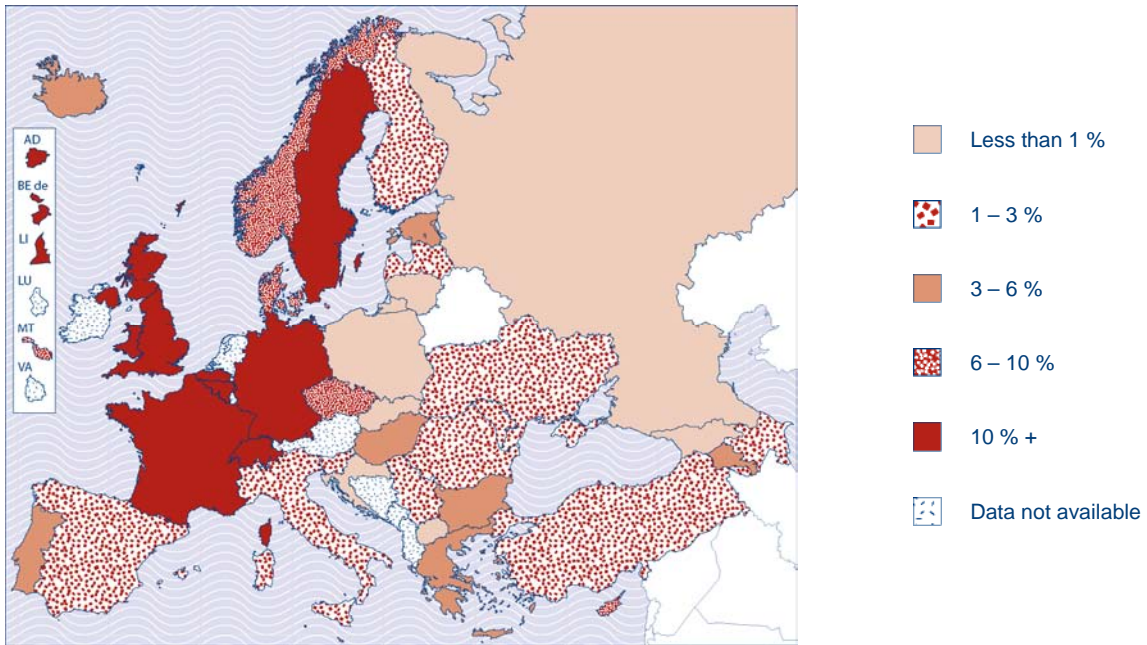 AD
BE de
LI
LU
MT
VA
Less than 1 %
1 – 3 %
3 – 6 %
6 – 10 %
10 % +
Data not available